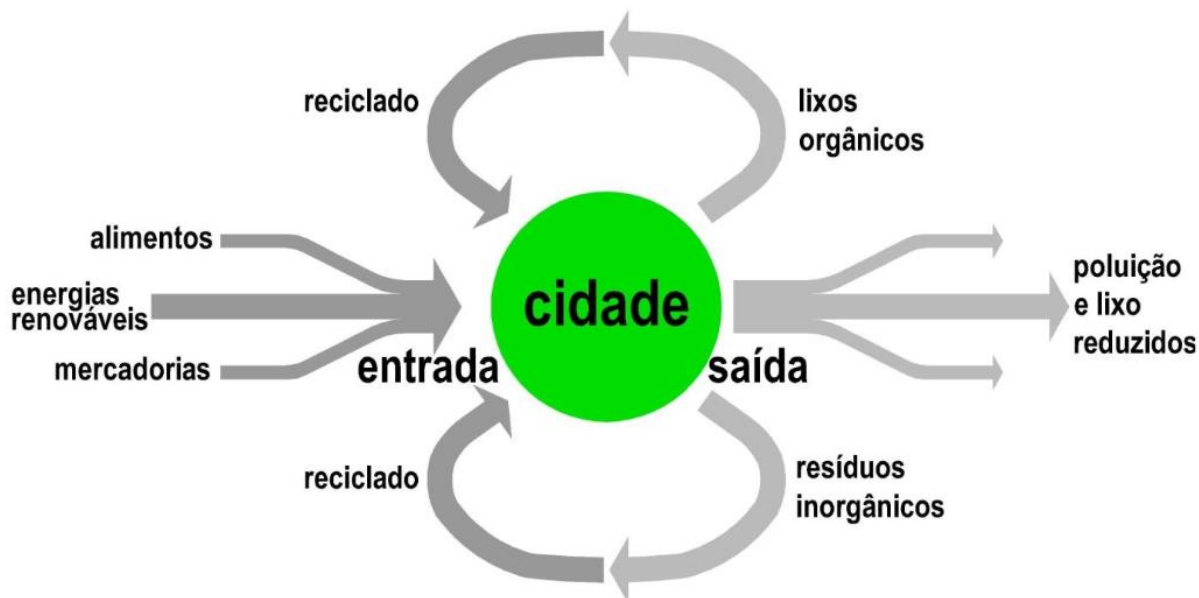 reciclado
lixos
orgânicos
alimentos
energias
renováveis
mercadorias
entrada
cidade
saída
poluição
e lixo
reduzidos
reciclado
resíduos
inorgânicos